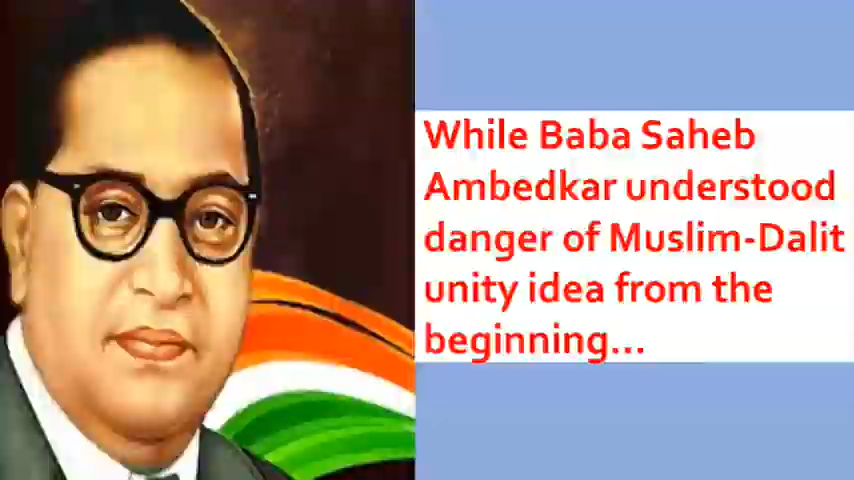 While Baba Saheb
Ambedkar understood
danger of Muslim-Dalit
unity idea from the
beginning...